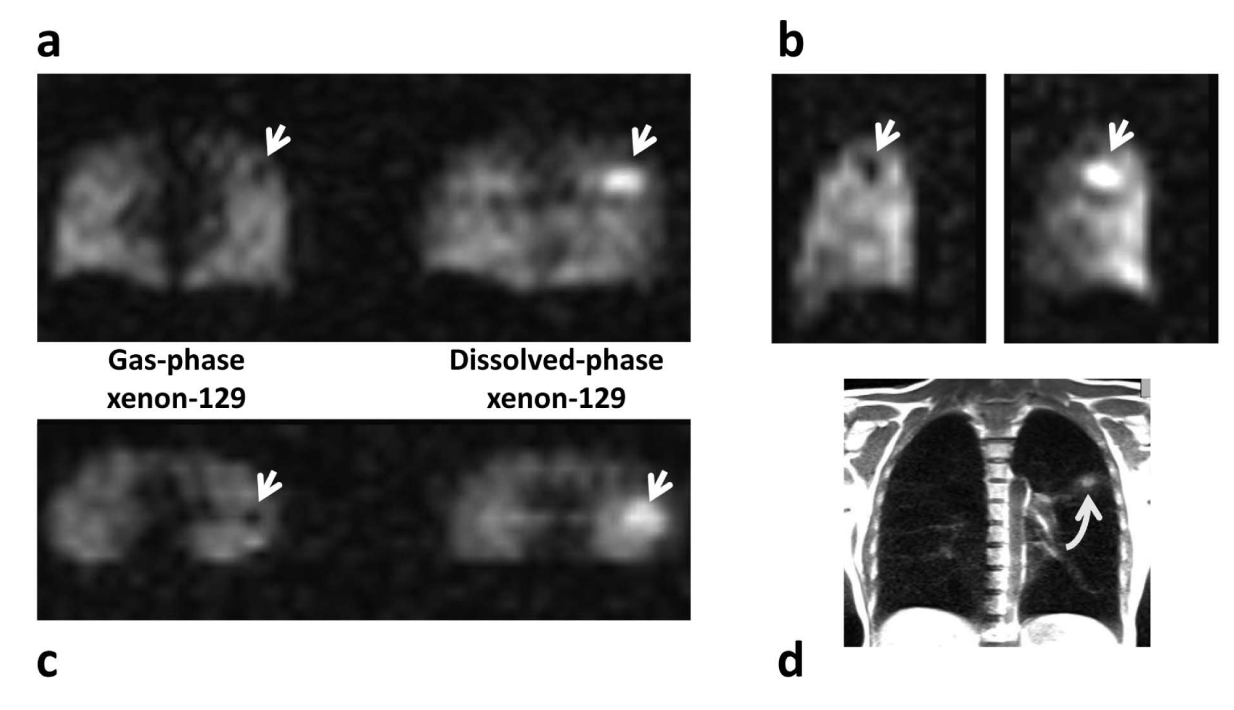 a
b
Gas-phase
xenon-129
Dissolved-phase
xenon-129
c
d